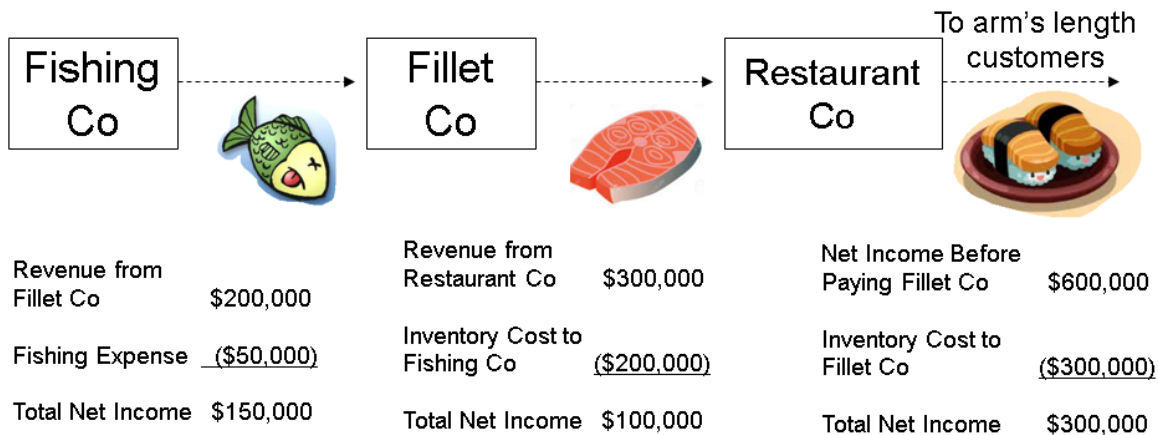 To arm's length
customers
Fishing
Co
Fillet
Co
Restaurant
Co
Revenue from
Fillet Co $200,000
Fishing Expense ($50,000)
Total Net Income $150,000
Revenue from
Restaurant Co $300,000
Inventory Cost to
Fishing Co ($200,000)
Total Net Income $100,000
Net Income Before
Paying Fillet Co $600,000
Inventory Cost to
Fillet Co ($300,000)
Total Net Income $300,000